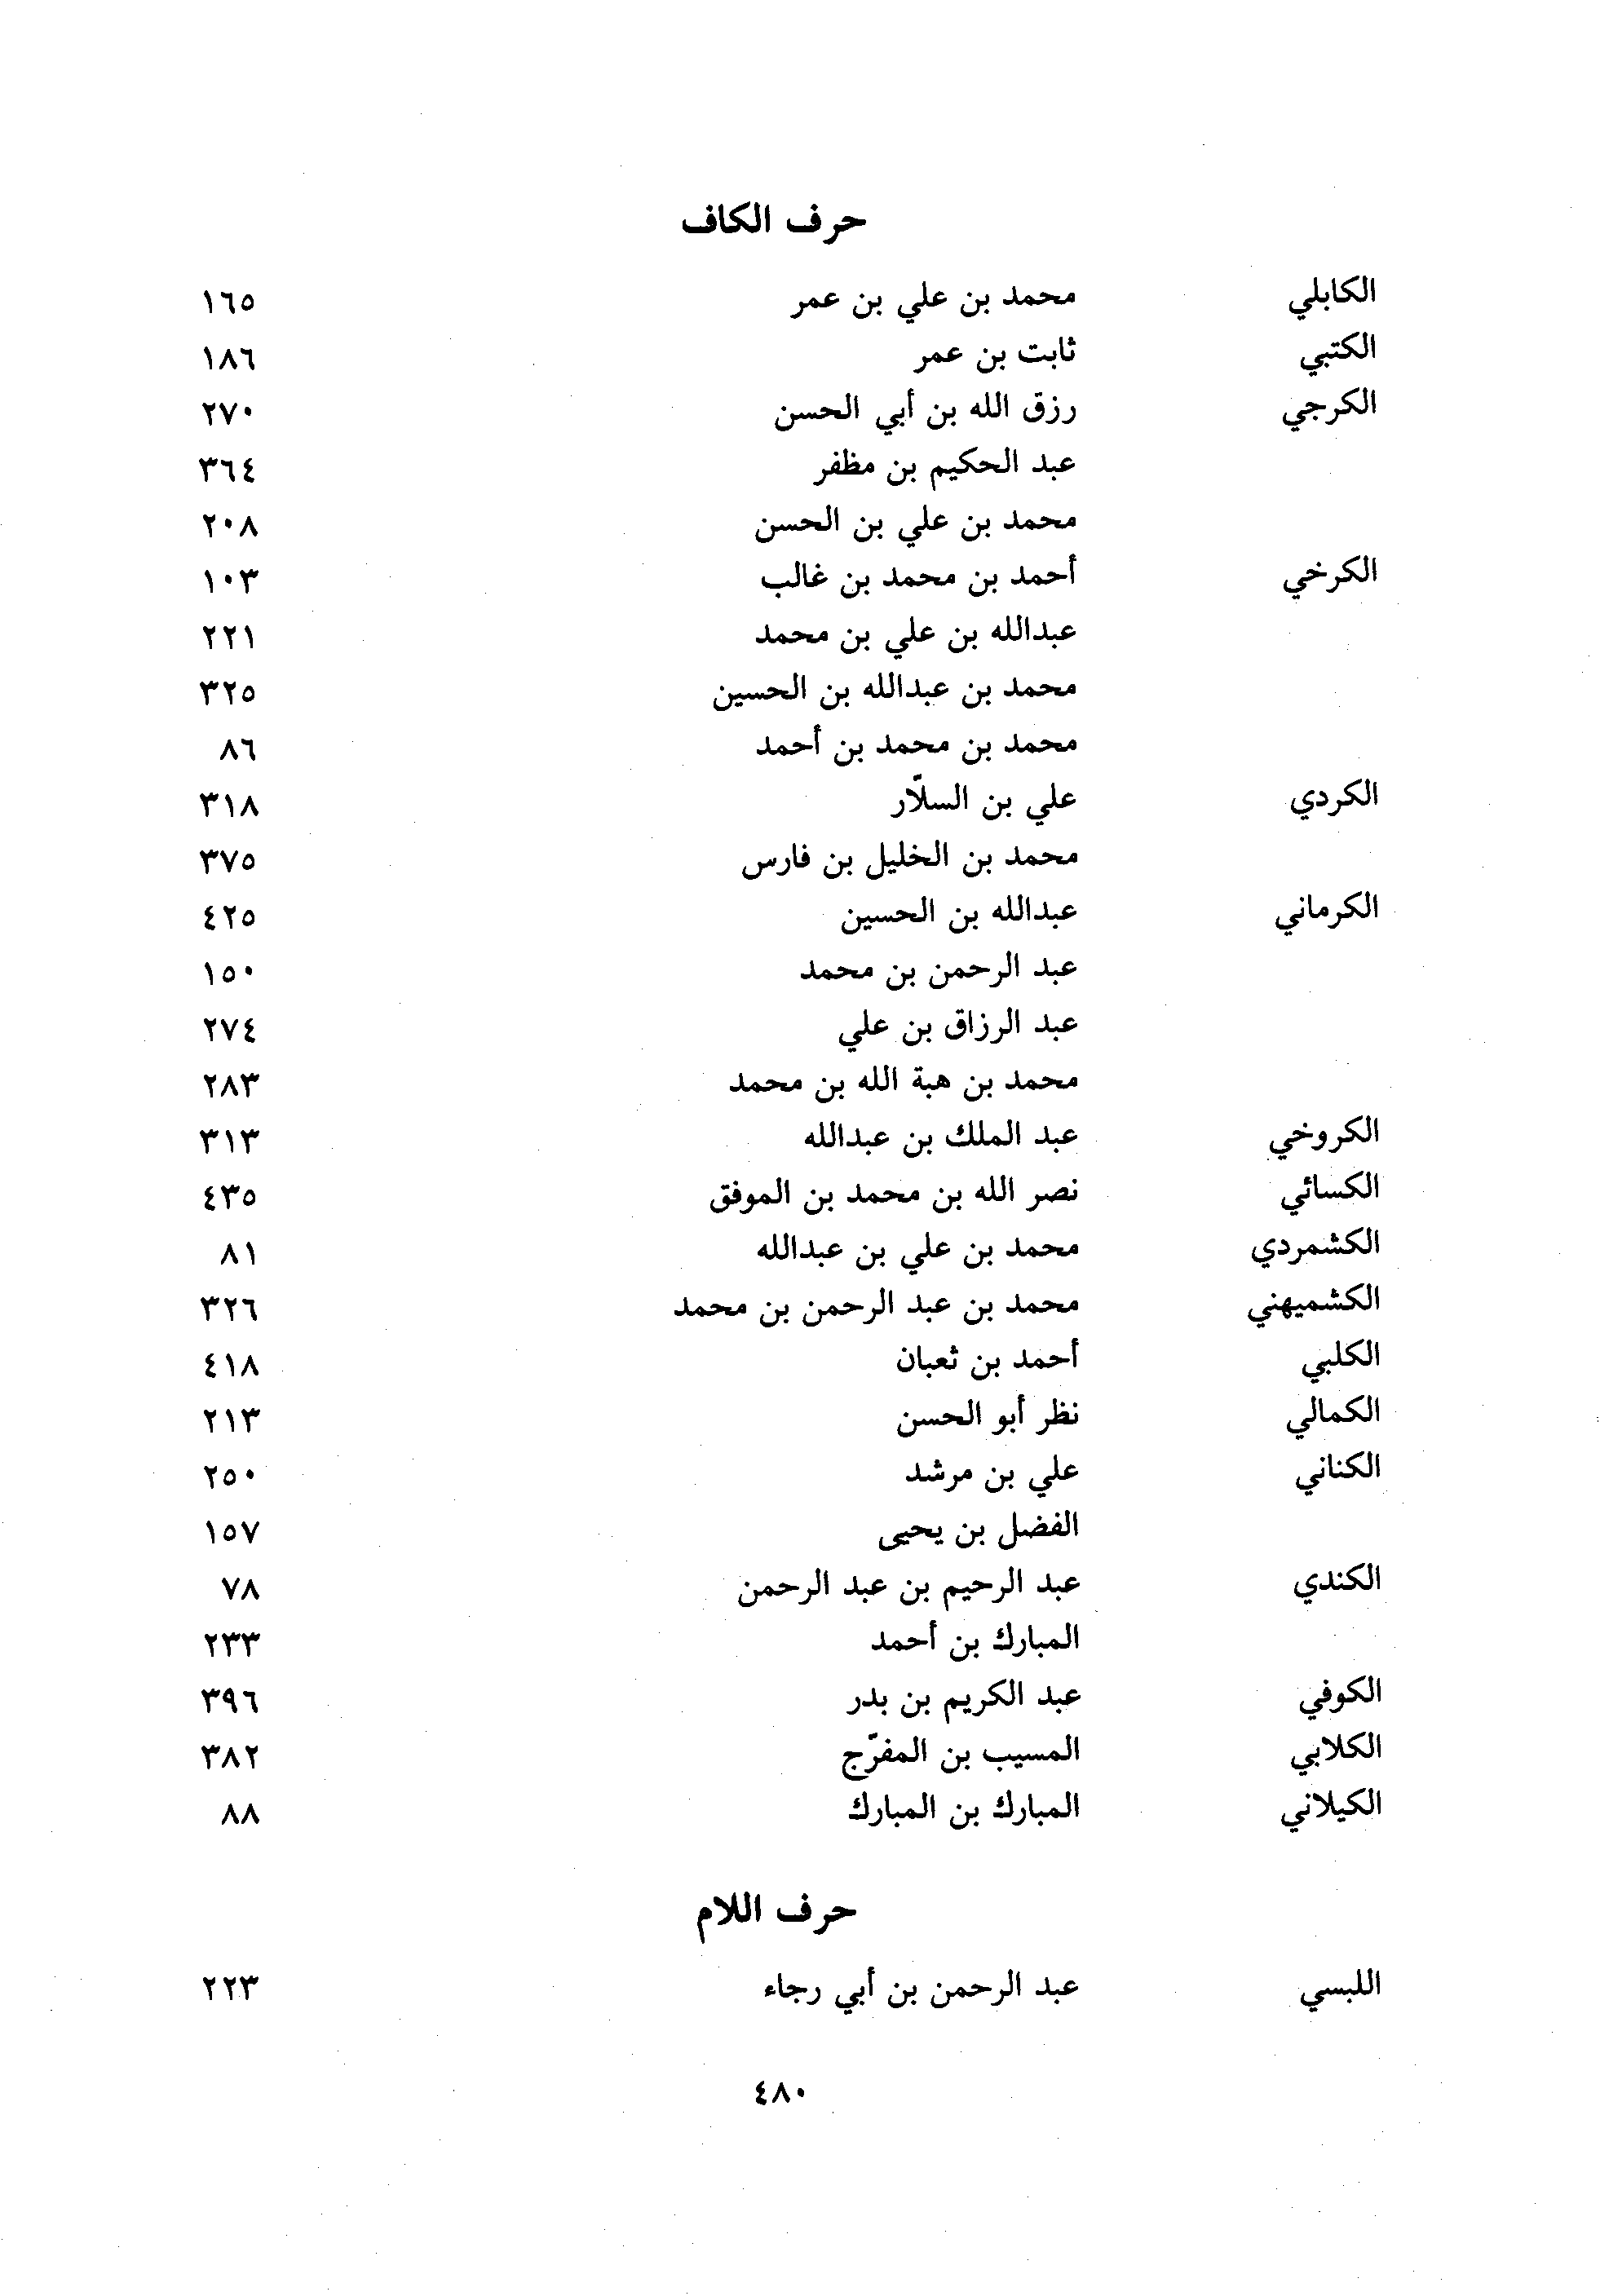 حرف الكاف
الكابلي محمد بن علي بن عمر ١٦٥
الكتبي ثابت بن عمر ١٨٦
الكرجي رزق الله بن أبي الحسن ٢٧٠
عبد الحكيم بن مظفر ٣٦٤
محمد بن علي بن الحسن ٢٠٨
الكرخي أحمد بن محمد بن غالب ١٠٣
عبدالله بن علي بن محمد ٢٢١
محمد بن عبدالله بن الحسين ٣٢٥
محمد بن محمد بن أحمد ٨٦
الكردي علي بن السلّار ٣١٨
محمد بن الخليل بن فارس ٣٧٥
الكرماني عبدالله بن الحسين ٤٢٥
عبد الرحمن بن محمد ١٥٠
عبد الرزاق بن علي ٢٧٤
محمد بن هبة الله بن محمد ٢٨٣
الكروخي عبد الملك بن عبدالله ٣١٣
الكسائي نصر الله بن محمد بن الموفق ٤٣٥
الكشمردي محمد بن علي بن عبدالله ٨١
الكشميهني محمد بن عبد الرحمن بن محمد ٣٢٦
الكلبي أحمد بن ثعبان ٤١٨
الكمالي نظر أبو الحسن ٢١٣
الكناني علي بن مرشد ٢٥٠
الفضل بن يحيى ١٥٧
الكندي عبد الرحيم بن عبد الرحمن ٧٨
المبارك بن أحمد ٢٣٣
الكوفي عبد الكريم بن بدر ٣٩٦
الكلابي المسيب بن المفرّج ٣٨٢
الكيلاني المبارك بن المبارك ٨٨
حرف اللام
اللبسي عبد الرحمن بن أبي رجاء ٢٢٣
٤٨٠